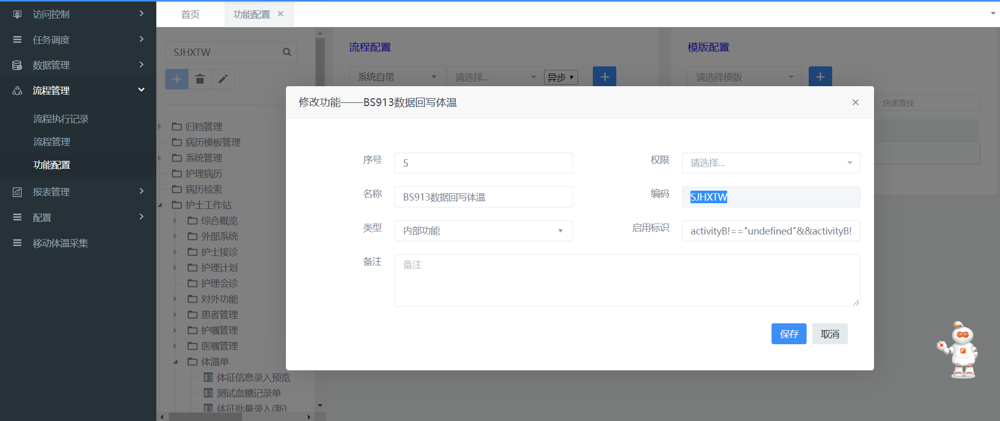 访问控制
任务调度
数据管理
流程管理
流程执行记录
流程管理
功能配置
报表管理
配置
移动体温采集
首页
功能配置
SJHXTW
归档管理
病历模板管理
系统管理
护理病历
病历检索
护士工作站
综合概览
外部系统
护士接诊
护理计划
护理会诊
对外功能
患者管理
护嘱管理
医嘱管理
体温单
体征信息录入预览
测试血糖记录单
体征批量录入(新)
流程配置
系统自带
请选择...
异步
模版配置
请选择模版
快速查找
修改功能——BS913数据回写体温
序号 5
权限 请选择...
名称 BS913数据回写体温
编码 SJHXTW
类型 内部功能
启用标识 activityB!=="undefined"&&activityB!
备注 备注
保存 取消